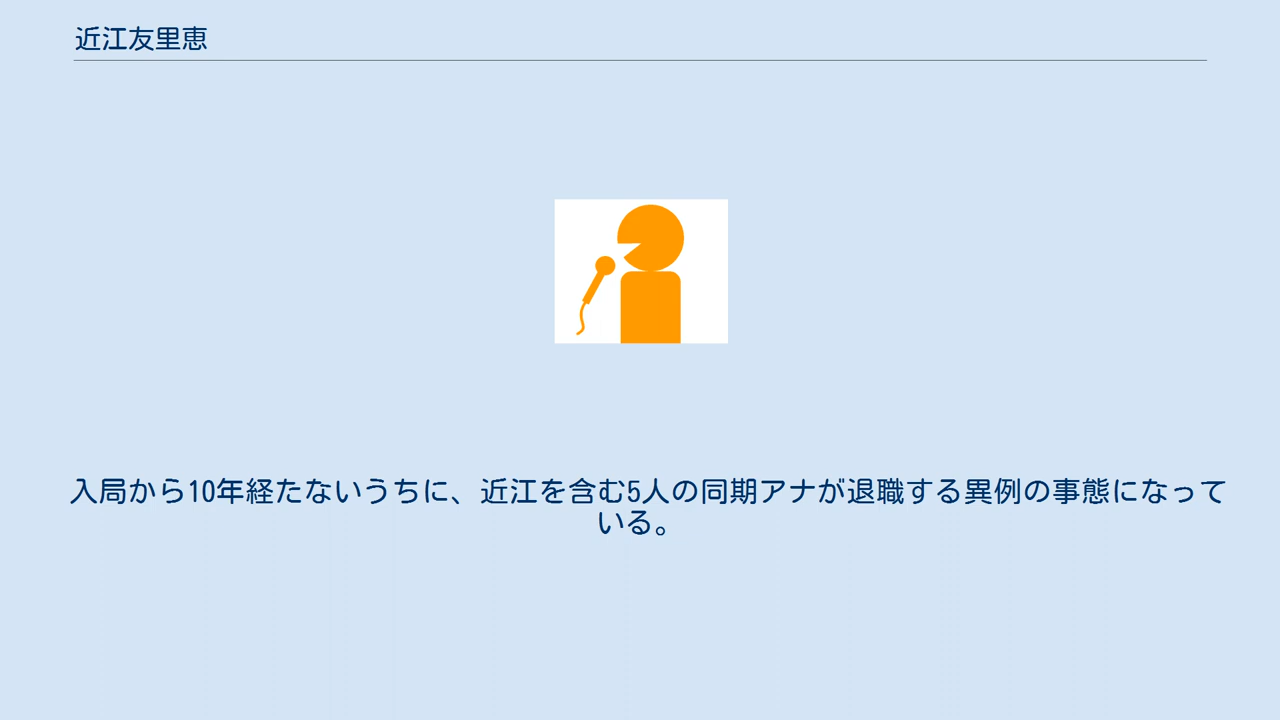 近江友里恵
入局から10年経たないうちに、近江を含む5人の同期アナが退職する異例の事態になって
いる。